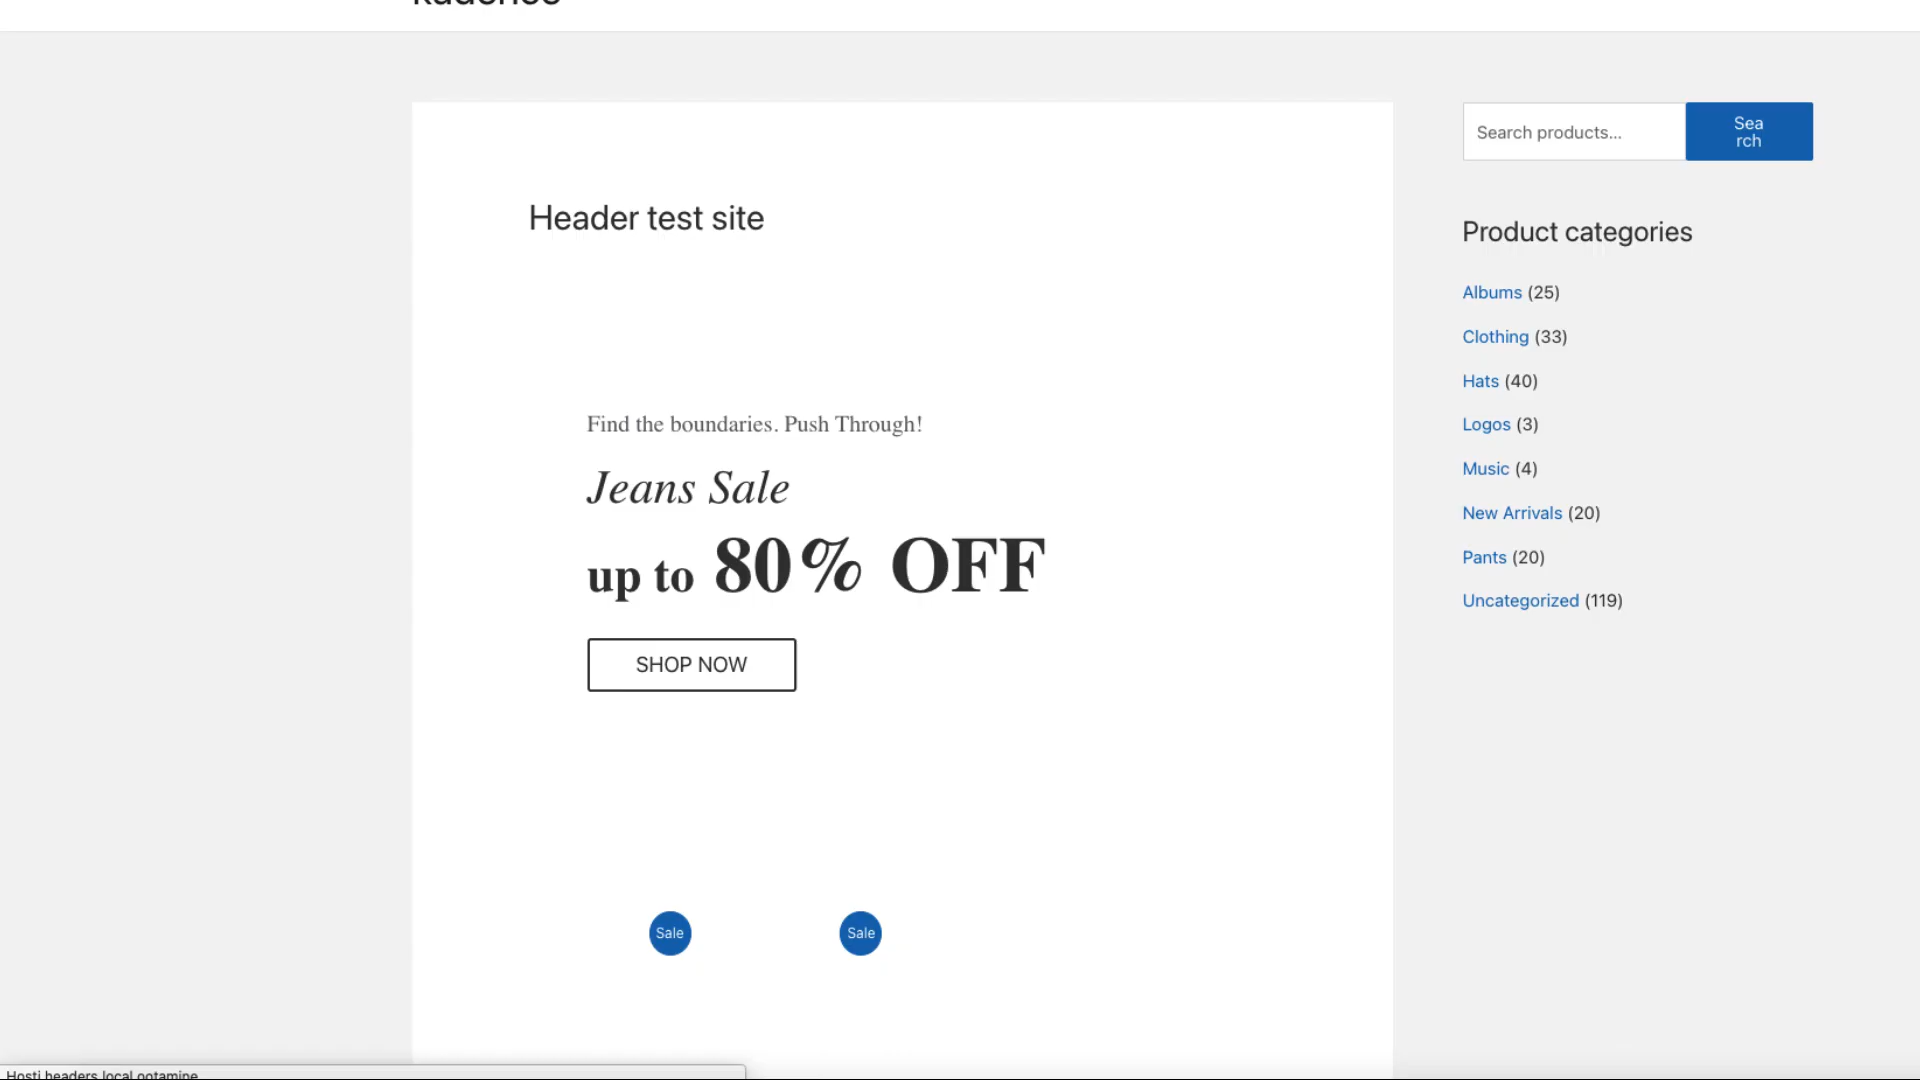 Header test site
Search products...
Sea
rch
Product categories
Albums (25)
Clothing (33)
Hats (40)
Logos (3)
Music (4)
New Arrivals (20)
Pants (20)
Uncategorized (119)
Find the boundaries. Push Through!
Jeans Sale
up to 80% OFF
SHOP NOW
Sale
Sale